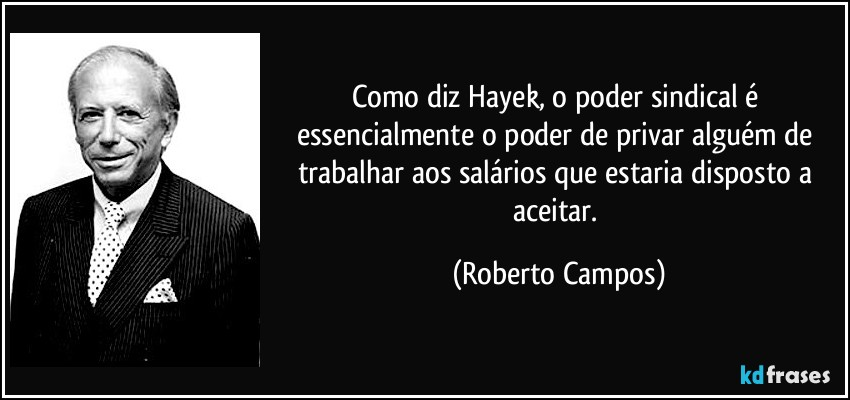 Como diz Hayek, o poder sindical é
essencialmente o poder de privar alguém de
trabalhar aos salários que estaria disposto a
aceitar.
(Roberto Campos)
kdfrases